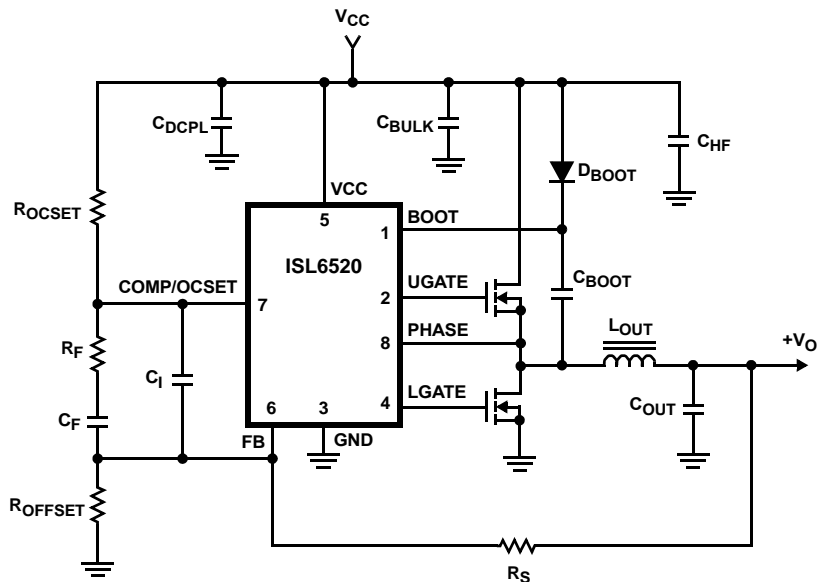 VCC
CDCPL
CBULK
CHF
DBOOT
VCC
ROCSET
5
BOOT
1
ISL6520
CBOOT
COMP/OCSET
UGATE
7
2
LOUT
+VO
PHASE
RF
8
CI
LGATE
COUT
6
3
4
CF
FB
GND
ROFFSET
RS